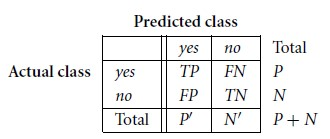 Predicted class
yes no Total
Actual class yes TP FN P
no FP TN N
Total P′ N′ P + N